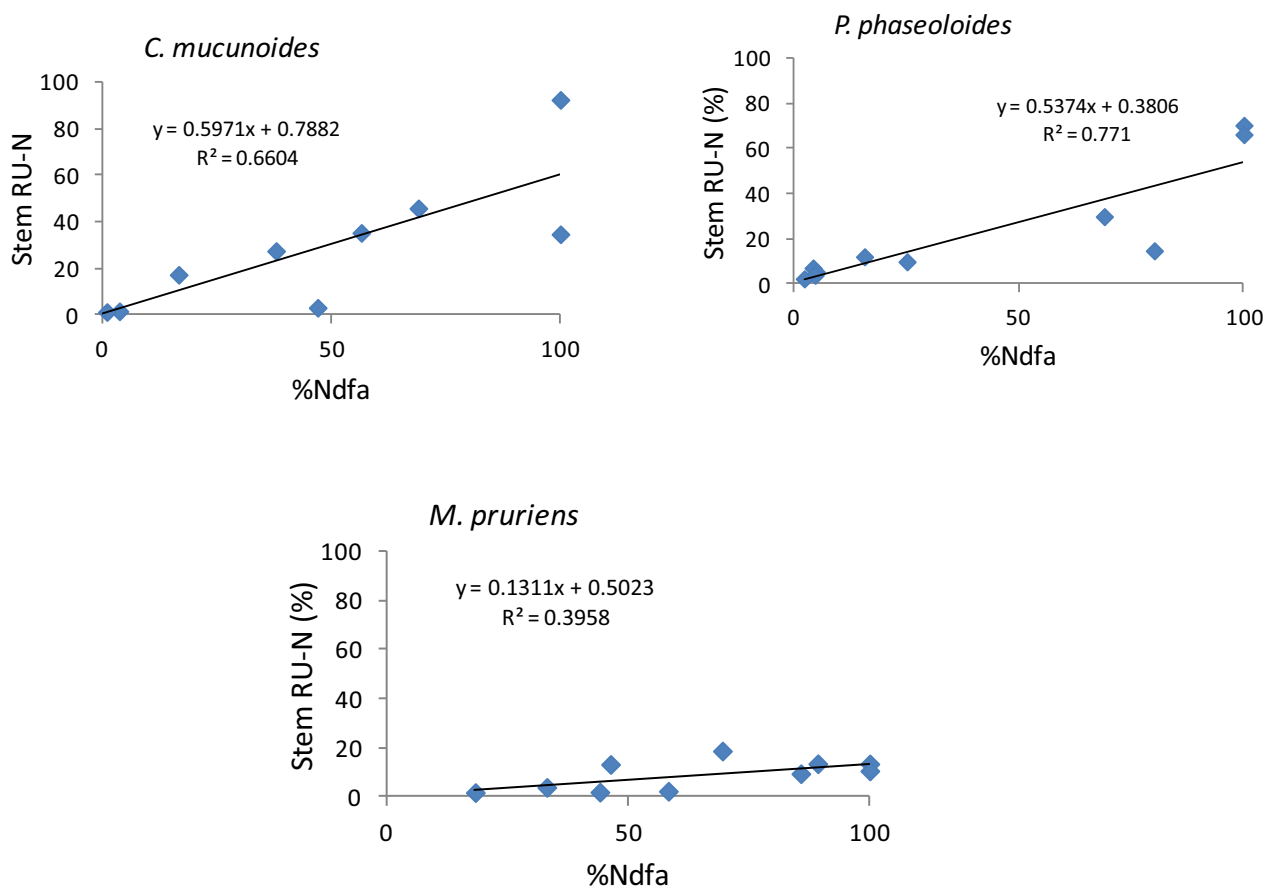 C. mucunoides
100
80
60
40
20
0
Stem RU-N
y = 0.5971x + 0.7882
R² = 0.6604
0 50 100
%Ndfa
P. phaseoloides
100
80
60
40
20
0
Stem RU-N (%)
y = 0.5374x + 0.3806
R² = 0.771
0 50 100
%Ndfa
M. pruriens
100
80
60
40
20
0
Stem RU-N (%)
y = 0.1311x + 0.5023
R² = 0.3958
0 50 100
%Ndfa